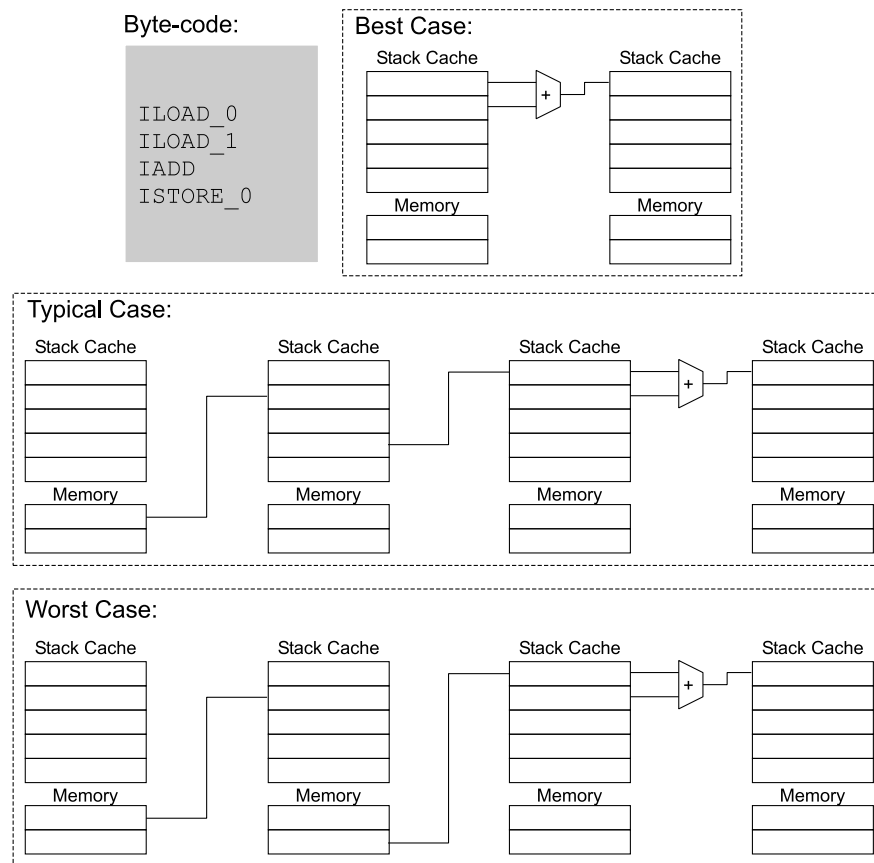 Byte-code:
ILOAD_0
ILOAD_1
IADD
ISTORE_0
Best Case:
Stack Cache Stack Cache
+
Memory Memory
Typical Case:
Stack Cache Stack Cache Stack Cache Stack Cache
+
Memory Memory Memory Memory
Worst Case:
Stack Cache Stack Cache Stack Cache Stack Cache
+
Memory Memory Memory Memory